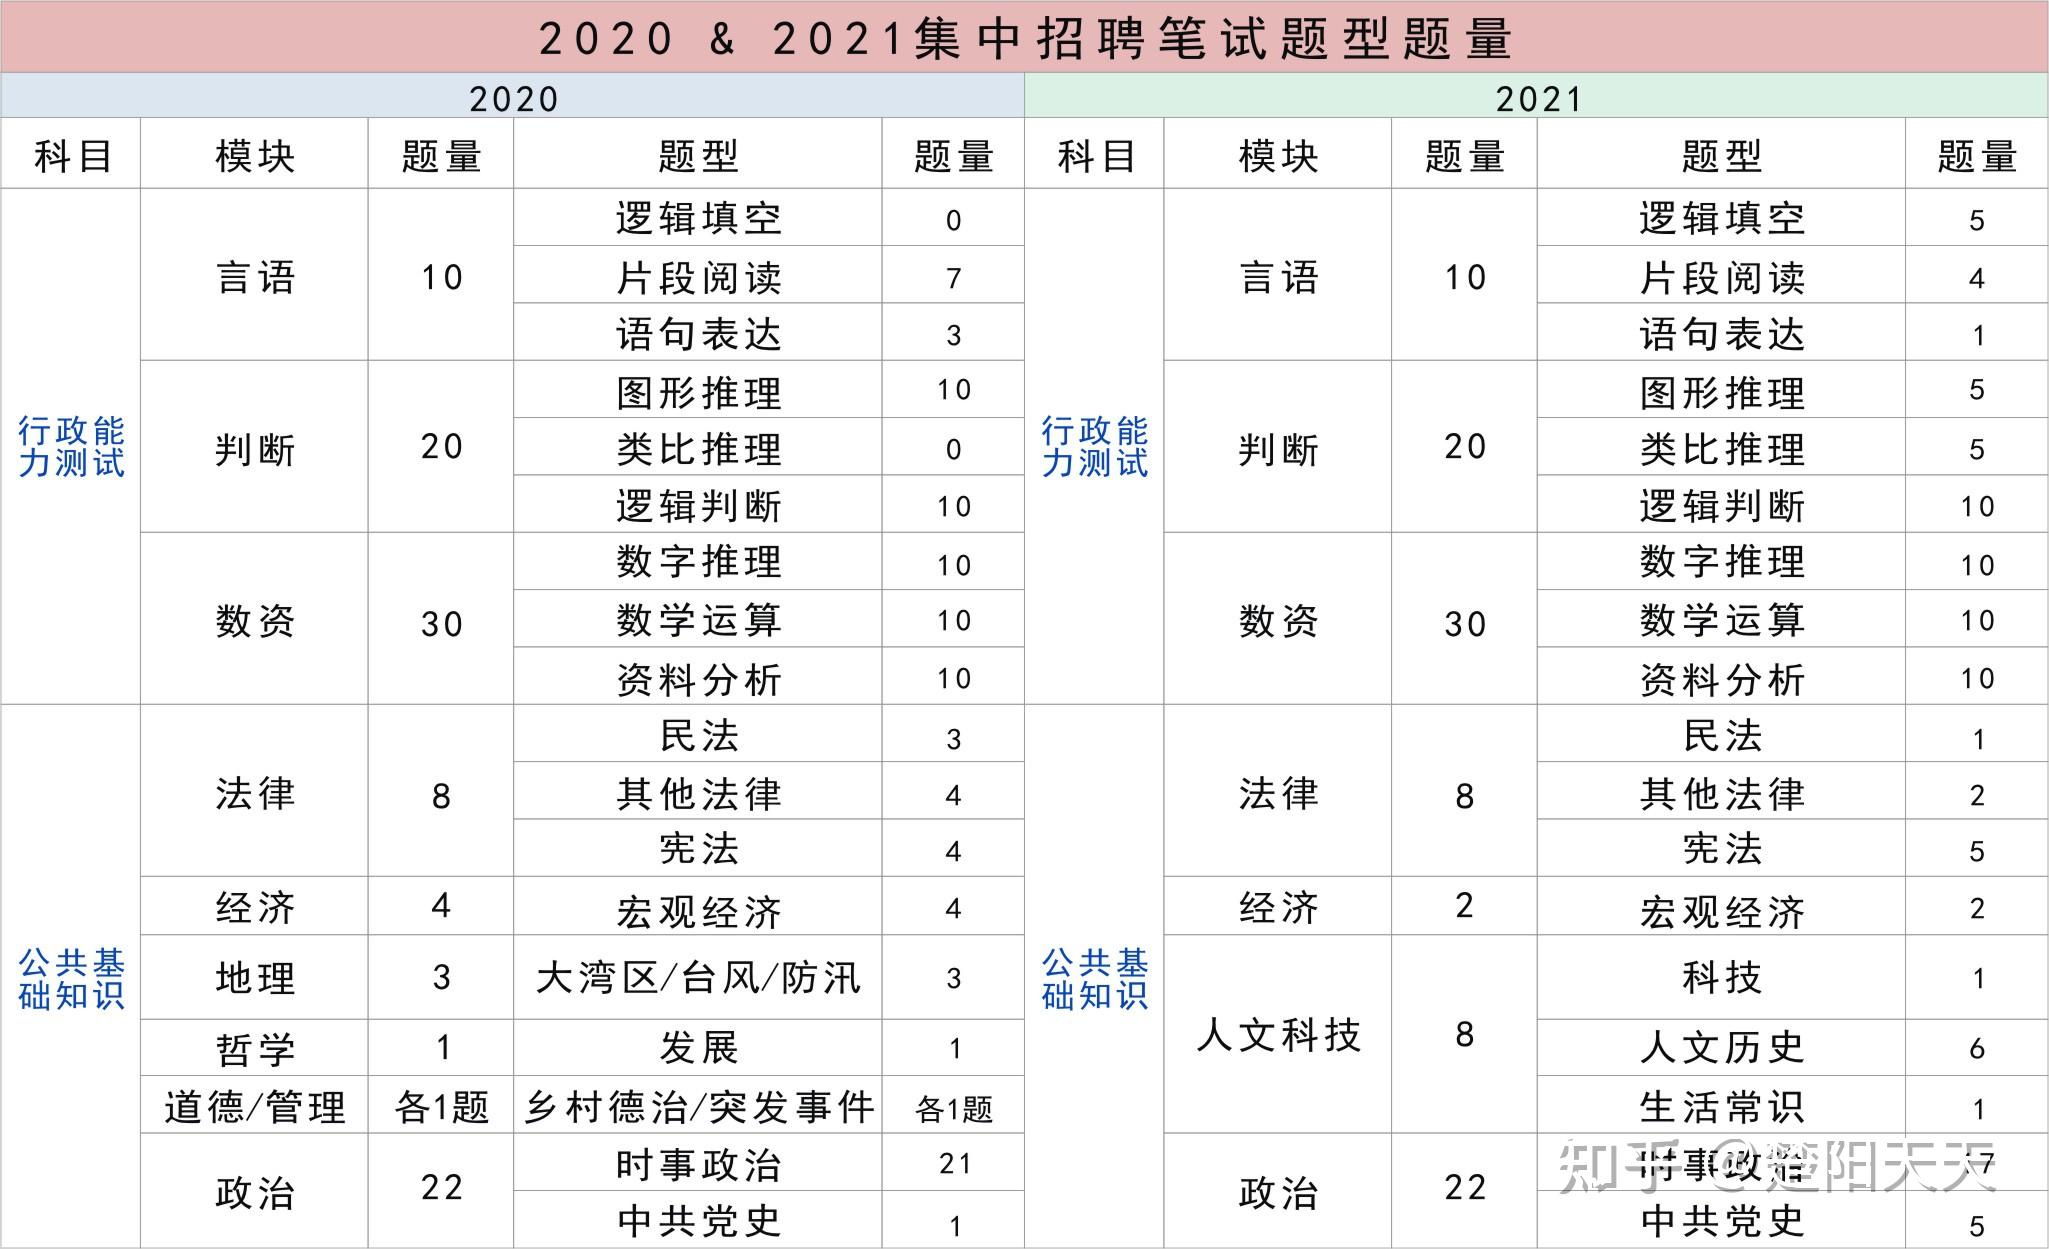 2020 & 2021集中招聘笔试题型题量
2020 2021
科目 模块 题量 题型 题量 科目 模块 题量 题型 题量
行政能力测试 言语 10 逻辑填空 0 行政能力测试 言语 10 逻辑填空 5
片段阅读 7 片段阅读 4
语句表达 3 语句表达 1
判断 20 图形推理 10 判断 20 图形推理 5
类比推理 0 类比推理 5
逻辑判断 10 逻辑判断 10
数资 30 数字推理 10 数资 30 数字推理 10
数学运算 10 数学运算 10
资料分析 10 资料分析 10
公共基础知识 法律 8 民法 3 公共基础知识 法律 8 民法 1
其他法律 4 其他法律 2
宪法 4 宪法 5
经济 4 宏观经济 4 经济 2 宏观经济 2
地理 3 大湾区/台风/防汛 3 人文科技 8 科技 1
哲学 1 发展 1 人文历史 6
道德/管理 各1题 乡村德治/突发事件 各1题 生活常识 1
政治 22 时事政治 21 政治 22 时事政治 17
中共党史 1 中共党史 5
知乎 @楚阳天天